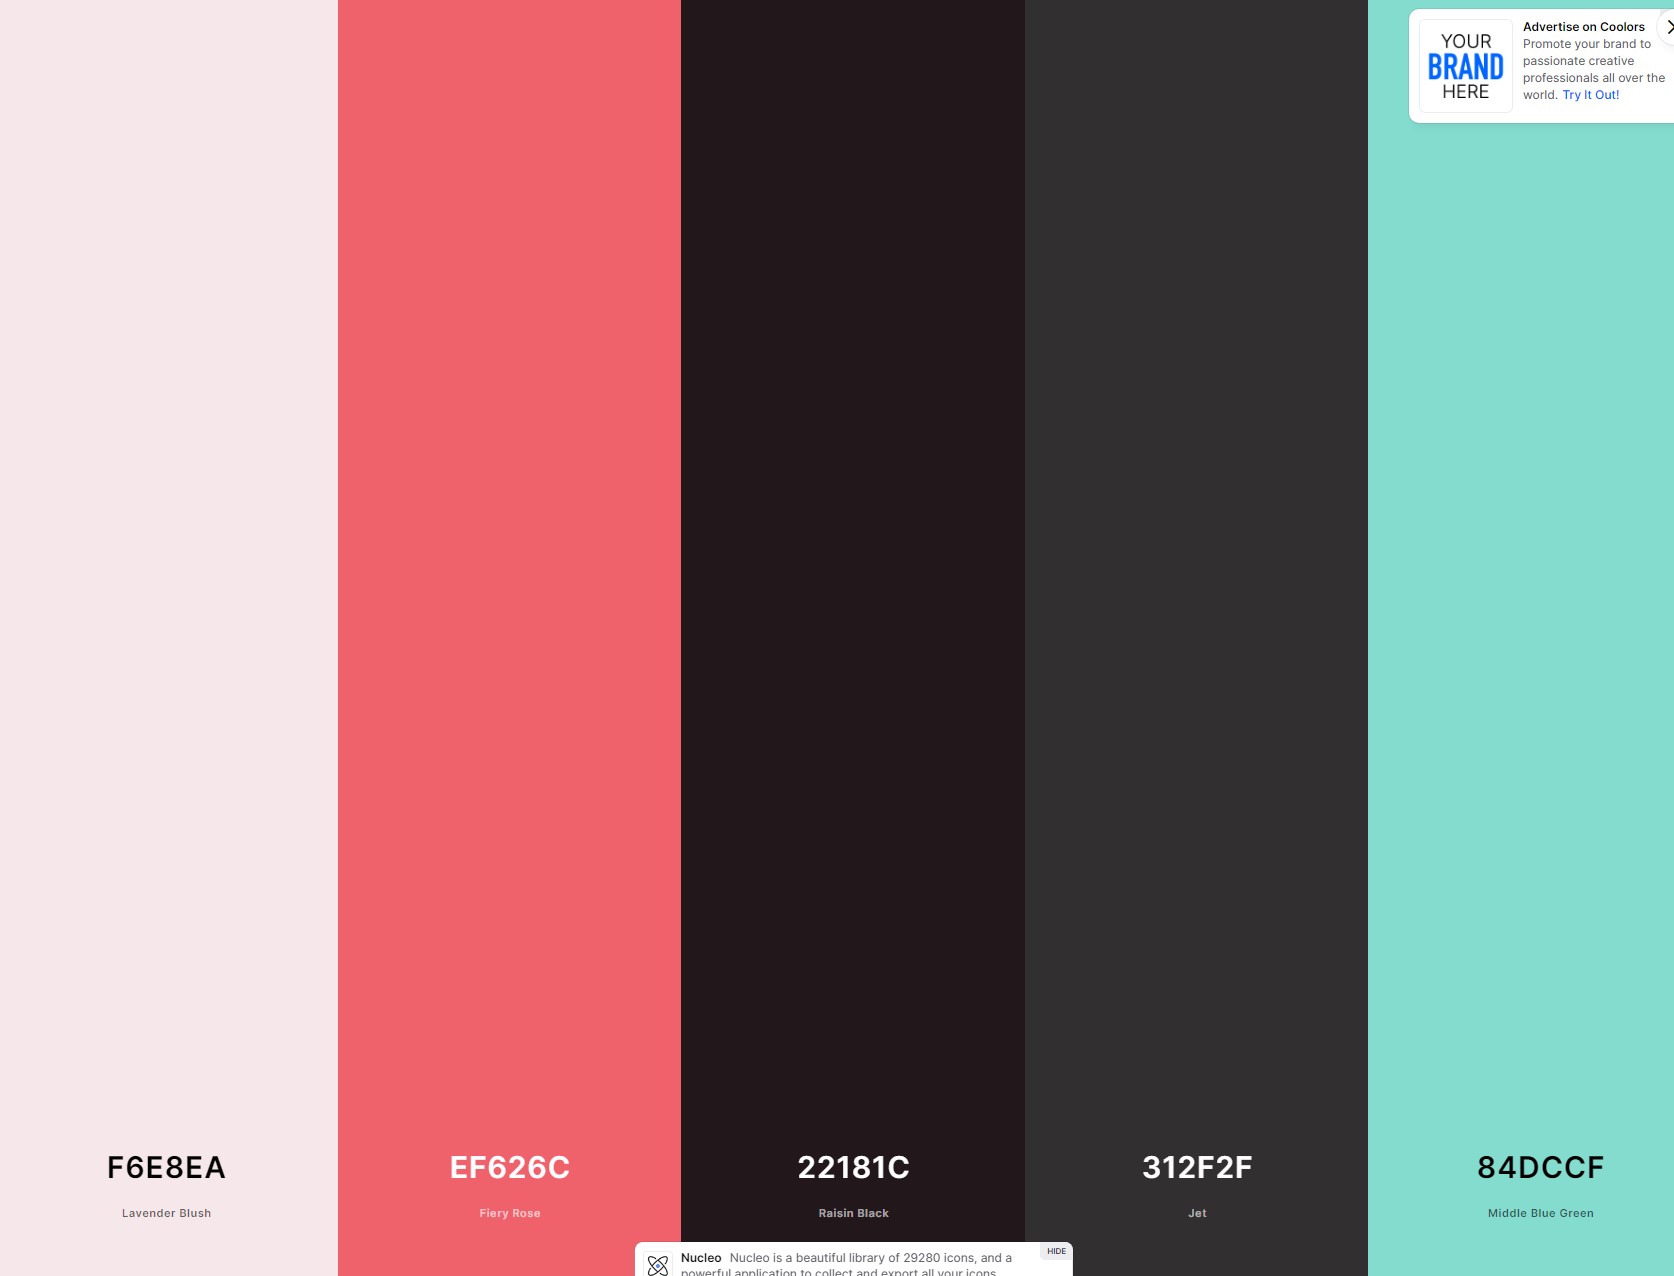 YOUR
BRAND
HERE
Advertise on Coolors
Promote your brand to
passionate creative
professionals all over the
world. Try It Out!
F6E8EA
Lavender Blush
EF626C
Fiery Rose
22181C
Raisin Black
312F2F
Jet
84DCCF
Middle Blue Green
Nucleo Nucleo is a beautiful library of 29280 icons, and a
powerful application to collect and export all your icons.
HIDE